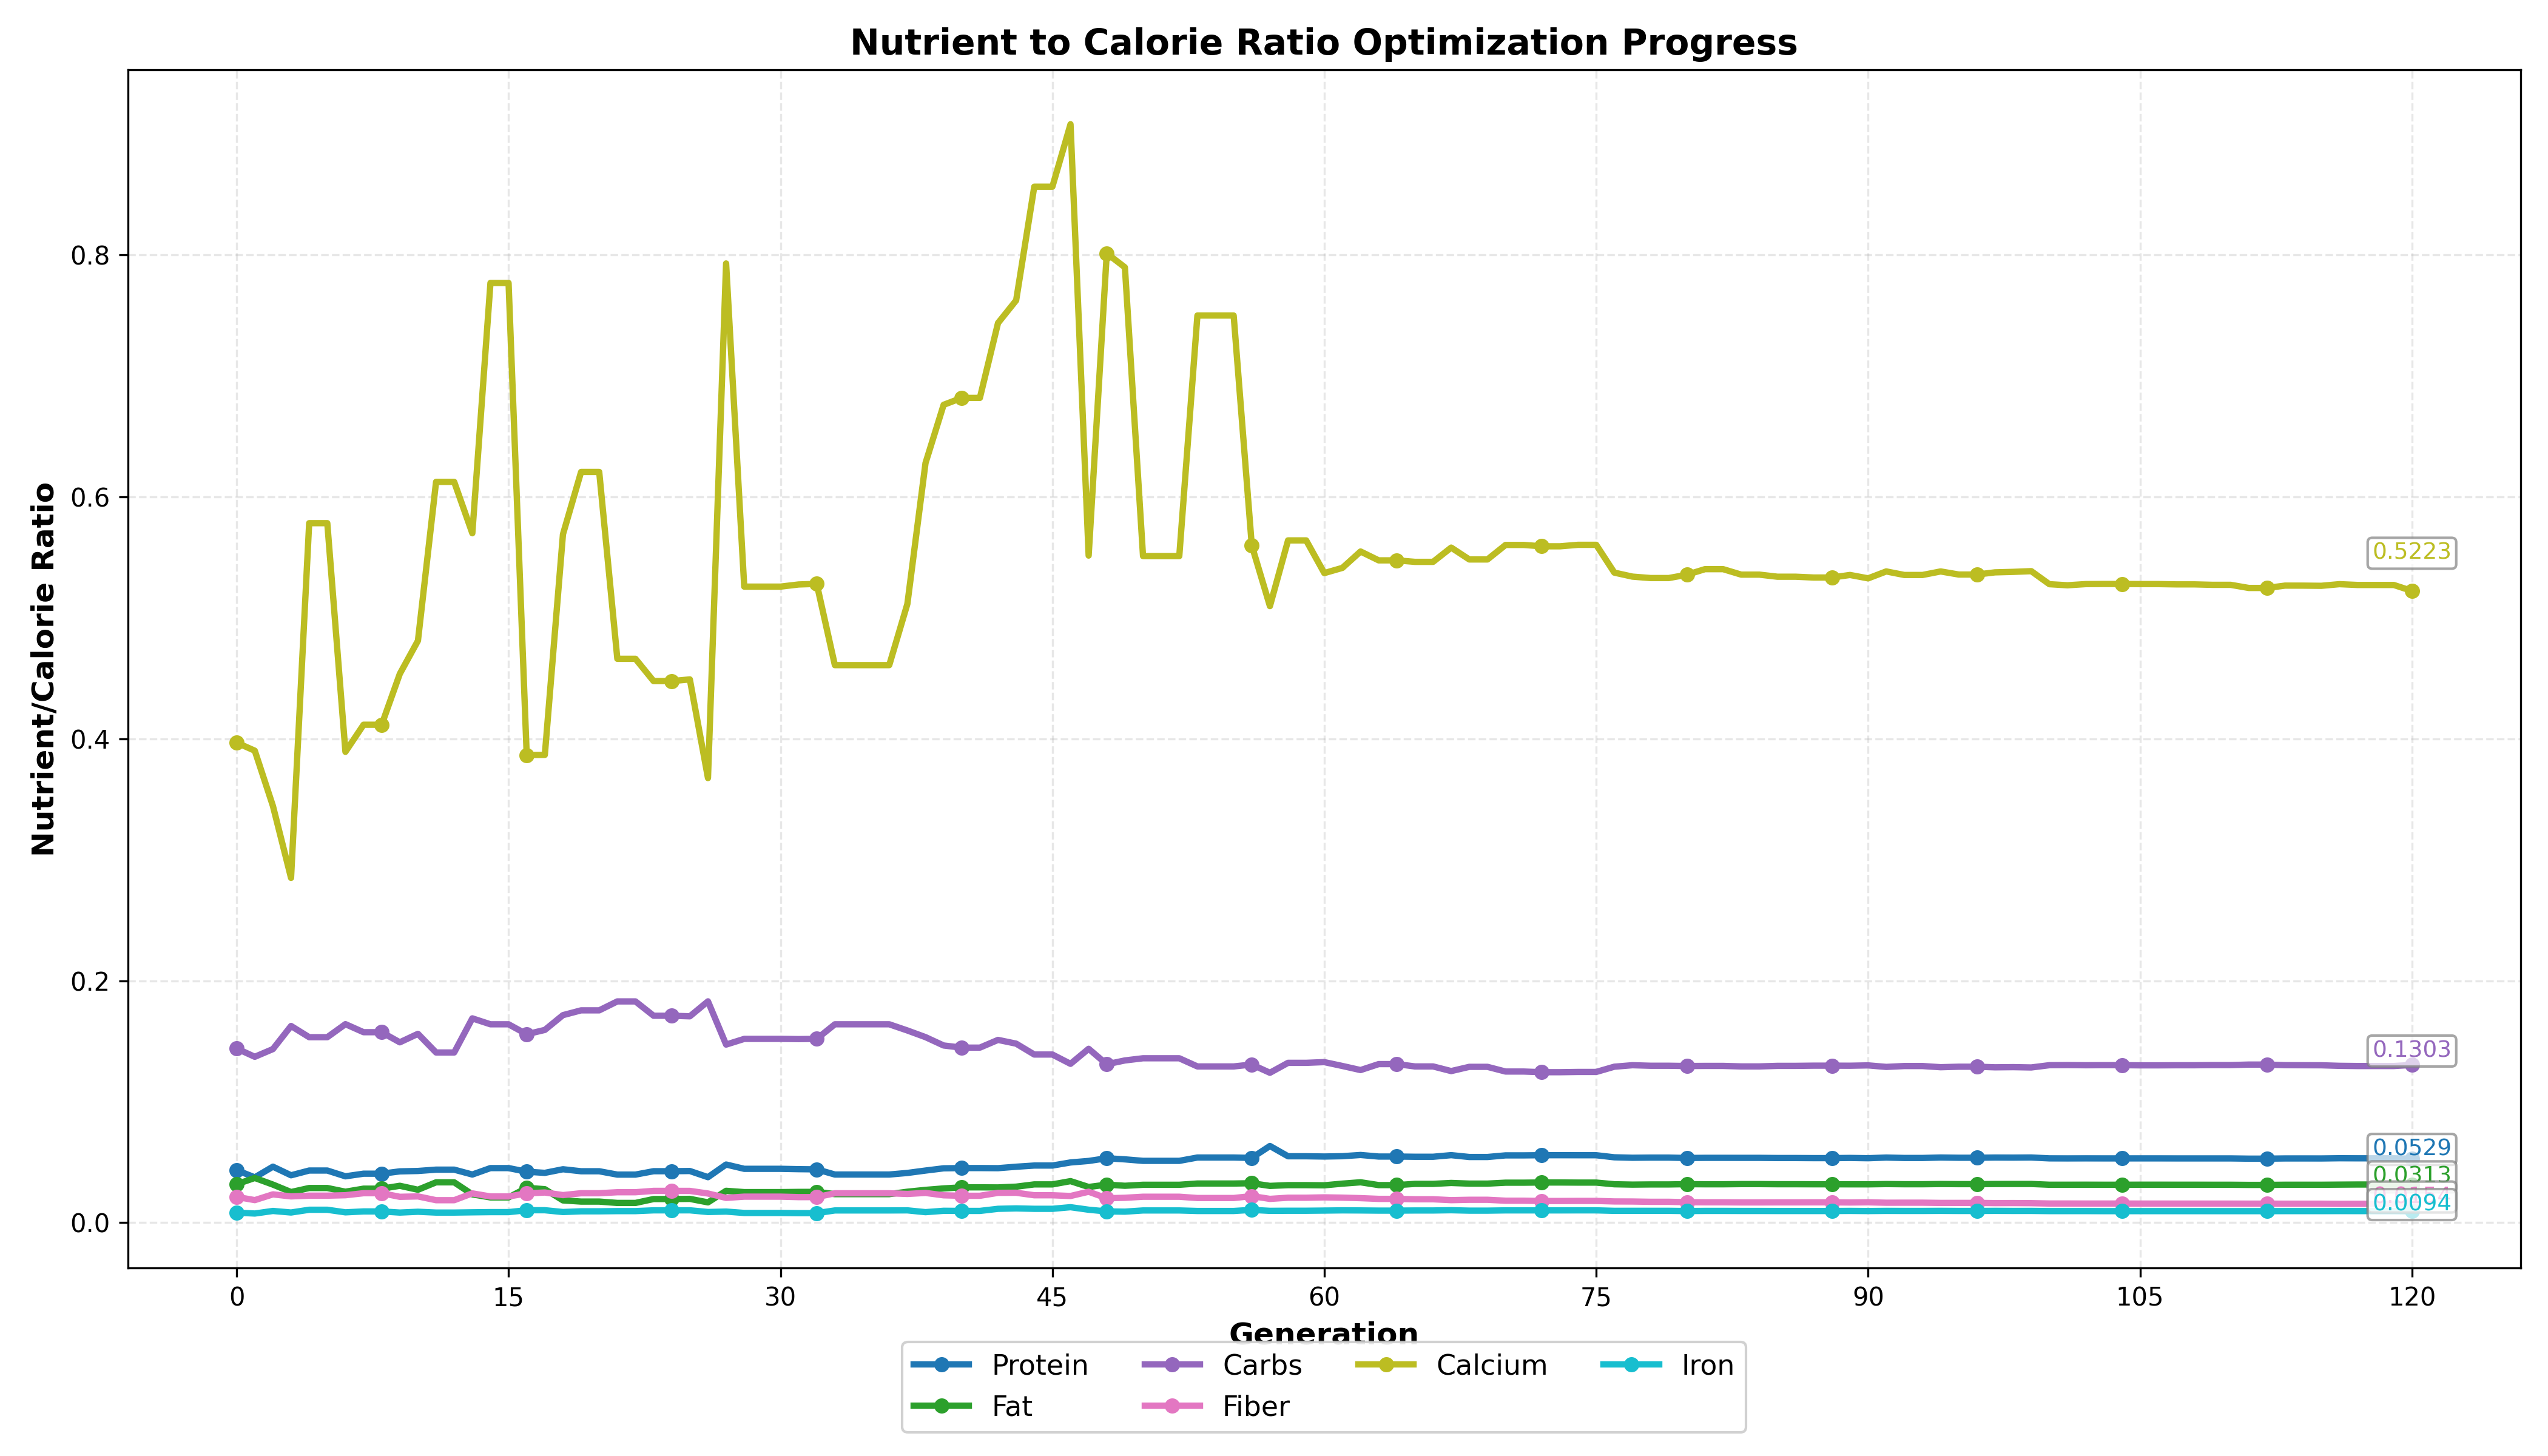 Nutrient to Calorie Ratio Optimization Progress
Nutrient/Calorie Ratio
0.8
0.6
0.4
0.2
0.0
0.5223
0.1303
0.0529
0.0313
0.0094
0 15 30 45 60 75 90 105 120
Generation
Protein Carbs Calcium Iron
Fat Fiber